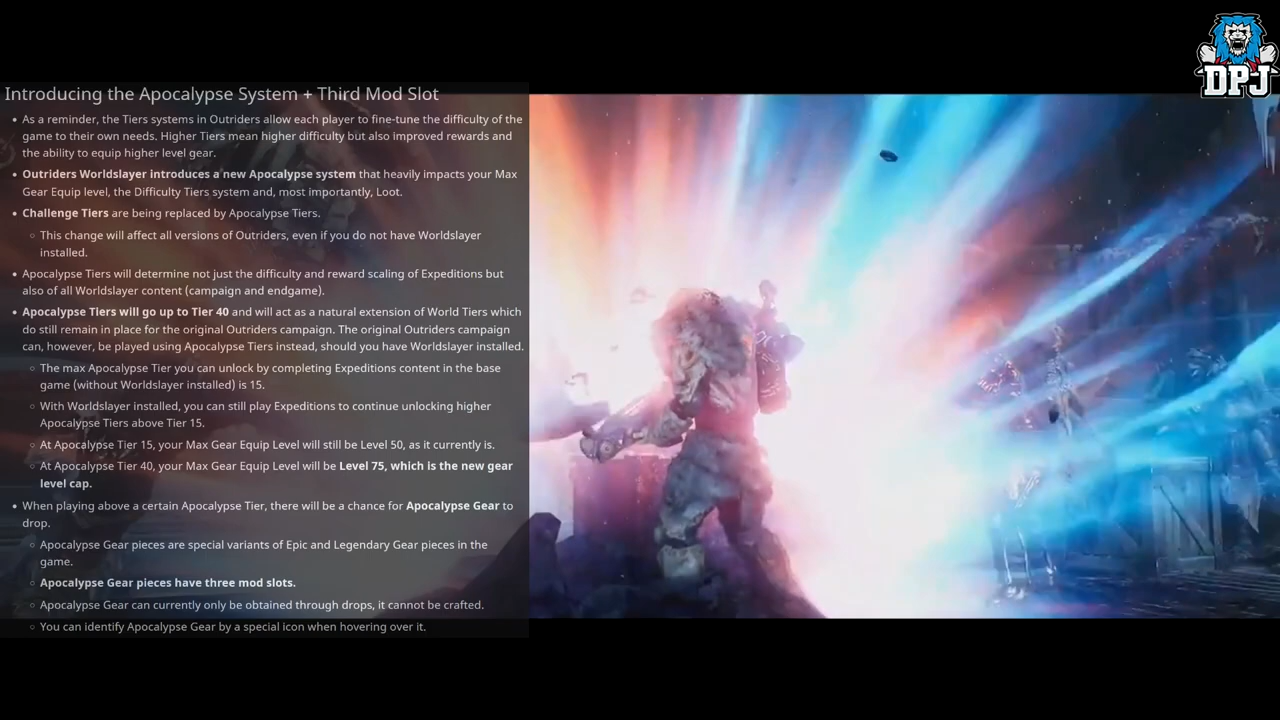 Introducing the Apocalypse System + Third Mod Slot
• As a reminder, the Tiers systems in Outriders allow each player to fine-tune the difficulty of the
game to their own needs. Higher Tiers mean higher difficulty but also improved rewards and
the ability to equip higher level gear.
• Outriders Worldslayer introduces a new Apocalypse system that heavily impacts your Max
Gear Equip level, the Difficulty Tiers system and, most importantly, Loot.
• Challenge Tiers are being replaced by Apocalypse Tiers.
○ This change will affect all versions of Outriders, even if you do not have Worldslayer
installed.
• Apocalypse Tiers will determine not just the difficulty and reward scaling of Expeditions but
also of all Worldslayer content (campaign and endgame).
• Apocalypse Tiers will go up to Tier 40 and will act as a natural extension of World Tiers which
do still remain in place for the original Outriders campaign. The original Outriders campaign
can, however, be played using Apocalypse Tiers instead, should you have Worldslayer installed.
○ The max Apocalypse Tier you can unlock by completing Expeditions content in the base
game (without Worldslayer installed) is 15.
○ With Worldslayer installed, you can still play Expeditions to continue unlocking higher
Apocalypse Tiers above Tier 15.
○ At Apocalypse Tier 15, your Max Gear Equip Level will still be Level 50, as it currently is.
○ At Apocalypse Tier 40, your Max Gear Equip Level will be Level 75, which is the new gear
level cap.
• When playing above a certain Apocalypse Tier, there will be a chance for Apocalypse Gear to
drop.
○ Apocalypse Gear pieces are special variants of Epic and Legendary Gear pieces in the
game.
○ Apocalypse Gear pieces have three mod slots.
○ Apocalypse Gear can currently only be obtained through drops, it cannot be crafted.
○ You can identify Apocalypse Gear by a special icon when hovering over it.
DPJ